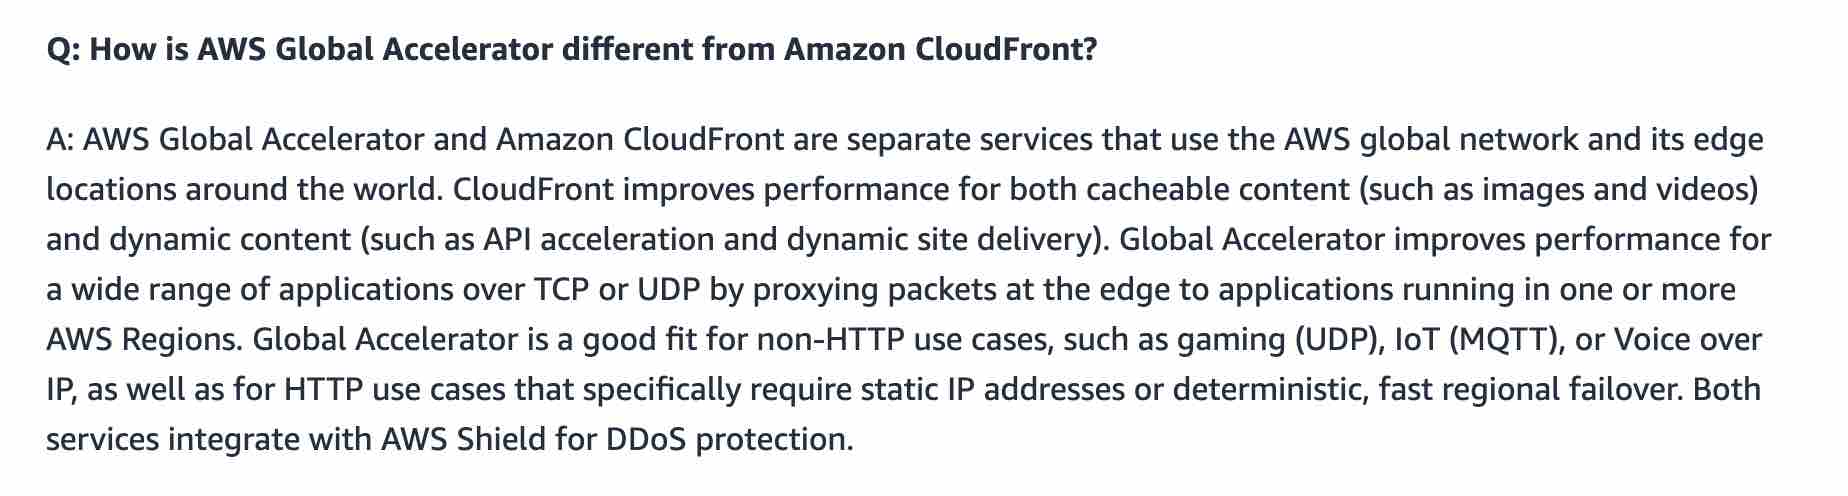 Q: How is AWS Global Accelerator different from Amazon CloudFront?
A: AWS Global Accelerator and Amazon CloudFront are separate services that use the AWS global network and its edge
locations around the world. CloudFront improves performance for both cacheable content (such as images and videos)
and dynamic content (such as API acceleration and dynamic site delivery). Global Accelerator improves performance for
a wide range of applications over TCP or UDP by proxying packets at the edge to applications running in one or more
AWS Regions. Global Accelerator is a good fit for non-HTTP use cases, such as gaming (UDP), IoT (MQTT), or Voice over
IP, as well as for HTTP use cases that specifically require static IP addresses or deterministic, fast regional failover. Both
services integrate with AWS Shield for DDoS protection.